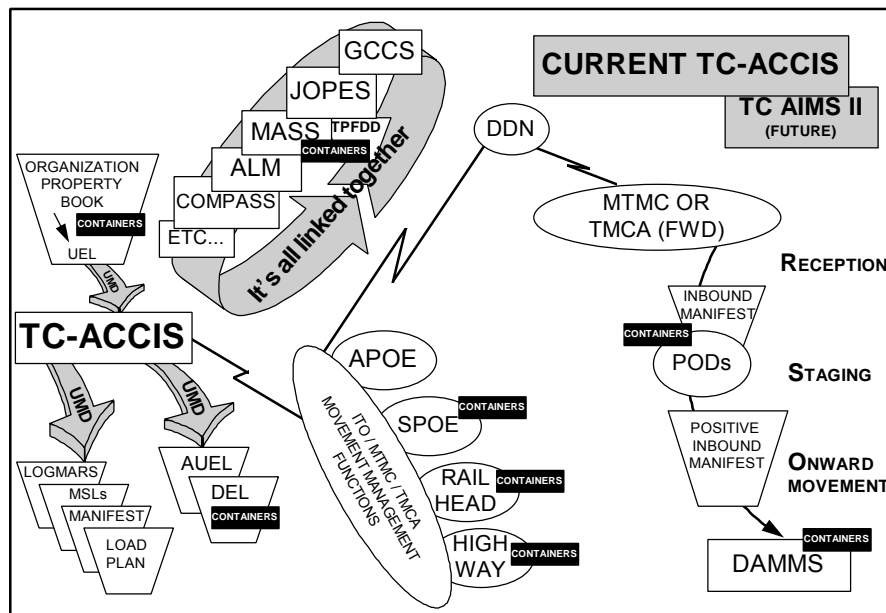 CURRENT TC-ACCIS
TC AIMS II
(FUTURE)
GCCS
JOPES
MASS
TPFDD
CONTAINERS
ALM
COMPASS
ETC...
It's all linked together
ORGANIZATION
PROPERTY
BOOK
CONTAINERS
UEL
UMD
TC-ACCIS
UMD
UMD
LOGMARS
MSLs
MANIFEST
LOAD
PLAN
AUEL
DEL
CONTAINERS
ITO / MTMC / TMCA
MOVEMENT MANAGEMENT
FUNCTIONS
APOE
SPOE
CONTAINERS
RAIL
HEAD
CONTAINERS
HIGH
WAY
CONTAINERS
DDN
MTMC OR
TMCA (FWD)
RECEPTION
INBOUND
MANIFEST
CONTAINERS
PODs
STAGING
POSITIVE
INBOUND
MANIFEST
ONWARD
MOVEMENT
CONTAINERS
DAMMS